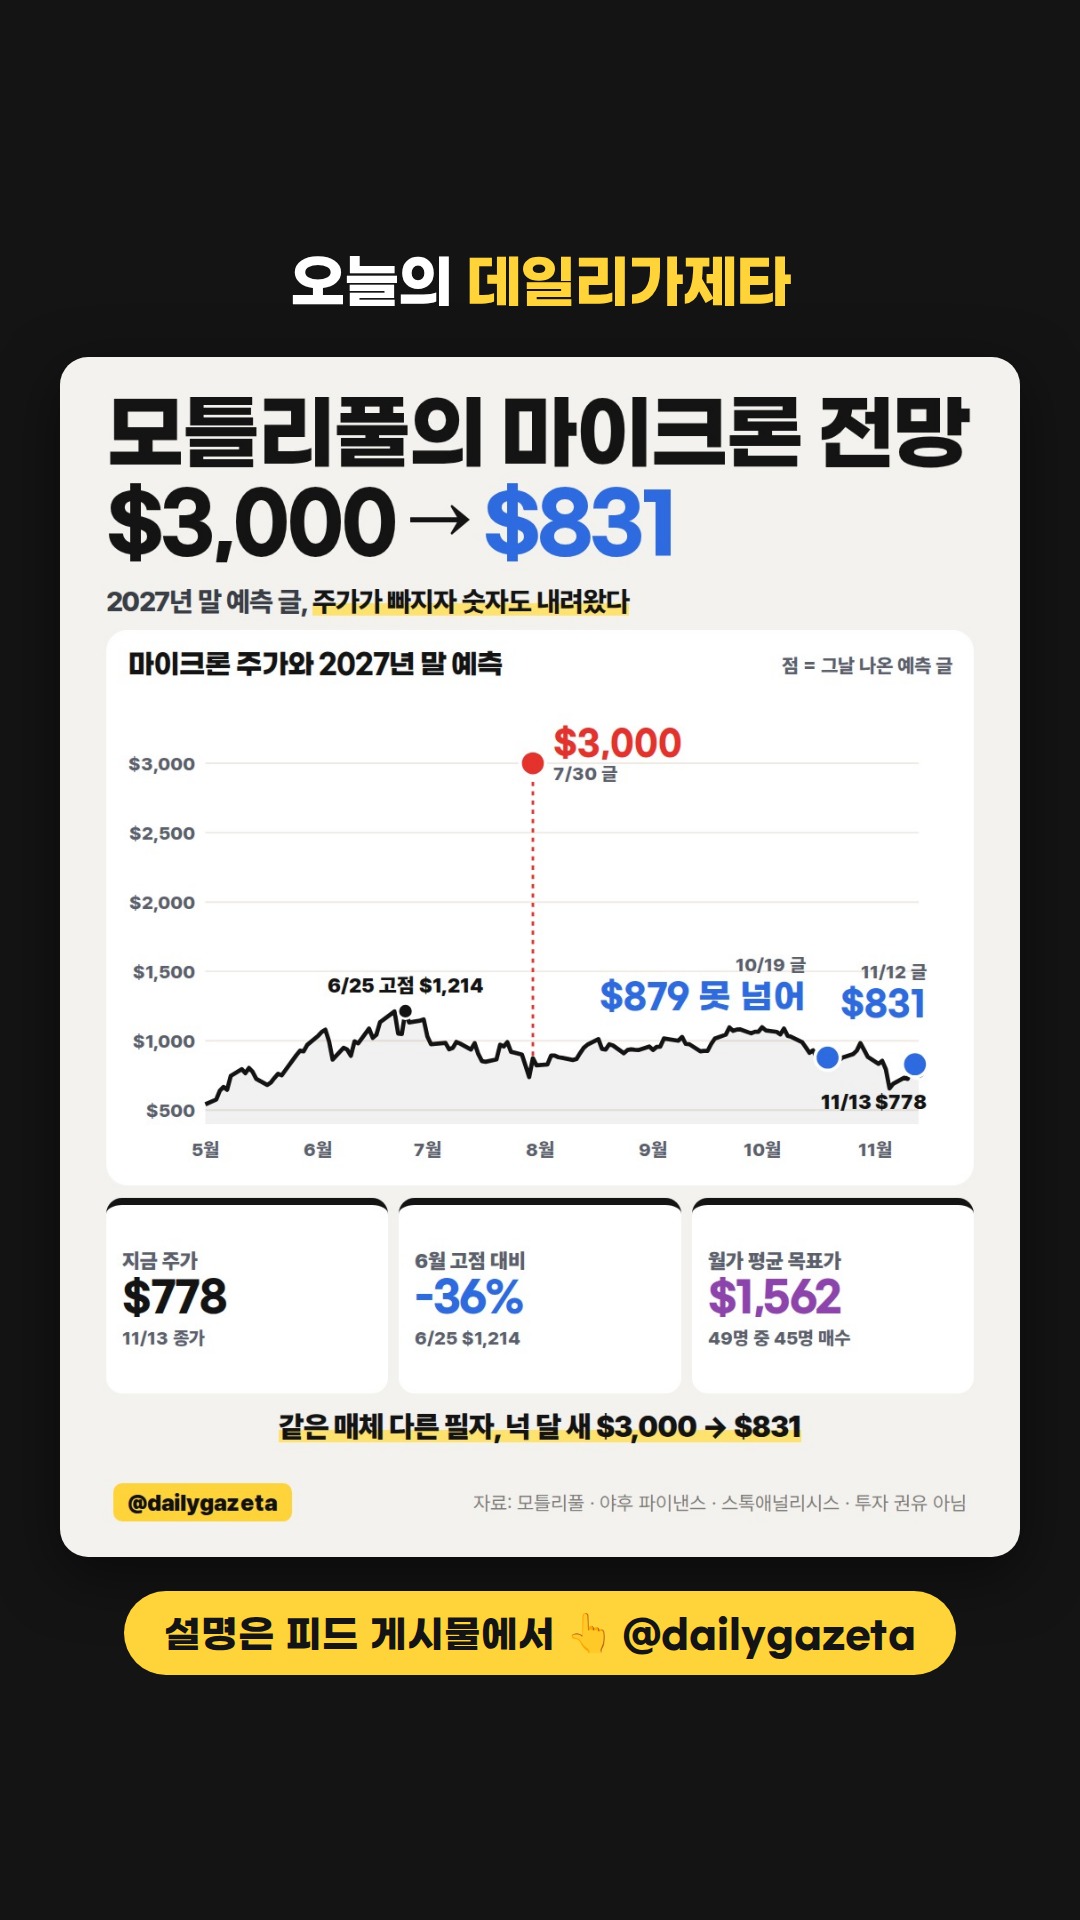 오늘의 데일리가제타
모틀리풀의 마이크론 전망
$3,000 → $831
2027년 말 예측 글, 주가가 빠지자 숫자도 내려왔다
마이크론 주가와 2027년 말 예측
점 = 그날 나온 예측 글
$3,000
7/30 글
$3,000
$2,500
$2,000
$1,500
$1,000
$500
6/25 고점 $1,214
10/19 글
$879 못 넘어
11/12 글
$831
11/13 $778
5월 6월 7월 8월 9월 10월 11월
지금 주가
$778
11/13 종가
6월 고점 대비
-36%
6/25 $1,214
월가 평균 목표가
$1,562
49명 중 45명 매수
같은 매체 다른 필자, 넉 달 새 $3,000 → $831
@dailygazeta
자료: 모틀리풀 · 야후 파이낸스 · 스톡애널리시스 · 투자 권유 아님
설명은 피드 게시물에서 👆 @dailygazeta